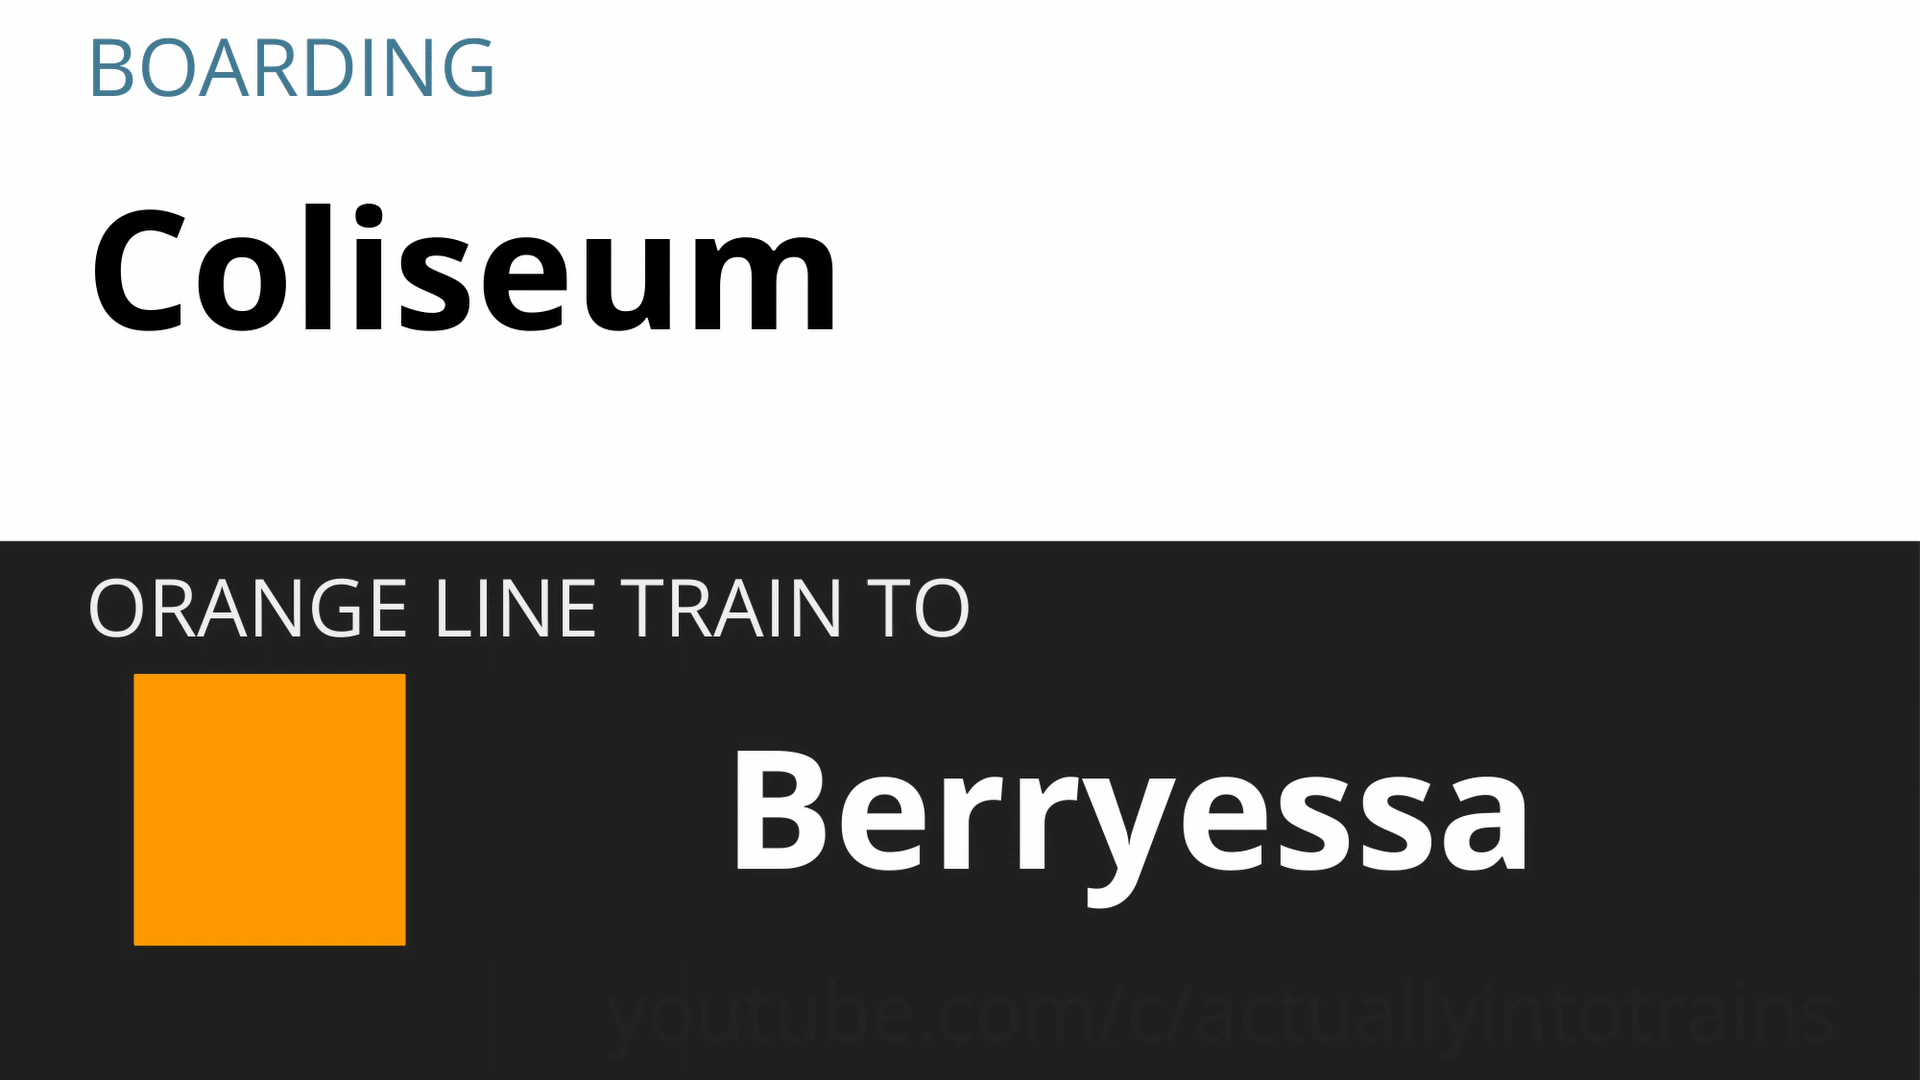 BOARDING
Coliseum
ORANGE LINE TRAIN TO
Berryessa
youtube.com/c/actuallyintotrains